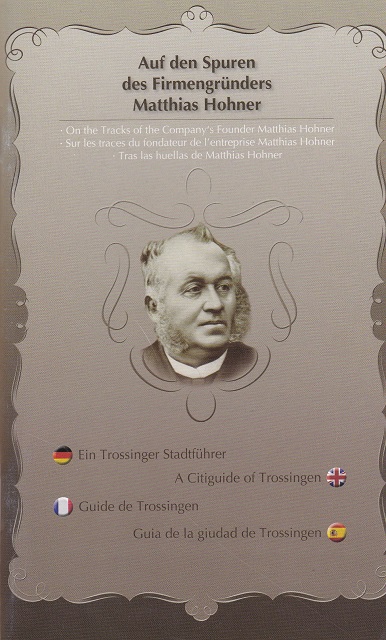 Auf den Spuren
des Firmengründers
Matthias Hohner
· On the Tracks of the Company's Founder Matthias Hohner
· Sur les traces du fondateur de l'entreprise Matthias Hohner
· Tras las huellas de Matthias Hohner
Ein Trossinger Stadtführer
A Citiguide of Trossingen
Guide de Trossingen
Guia de la giudad de Trossingen